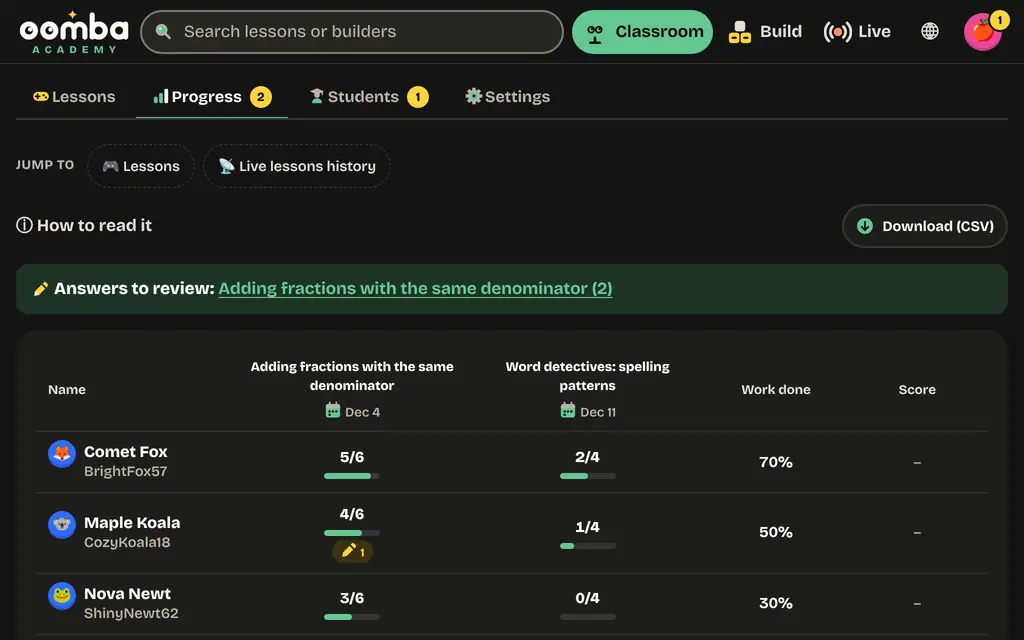 oomba
ACADEMY
Search lessons or builders
Classroom
Build
Live
1
Lessons
Progress 2
Students 1
Settings
JUMP TO
Lessons
Live lessons history
How to read it
Download (CSV)
Answers to review: Adding fractions with the same denominator (2)
Name
Adding fractions with the same
denominator
Dec 4
Word detectives: spelling
patterns
Dec 11
Work done
Score
Comet Fox
BrightFox57
5/6
2/4
70%
–
Maple Koala
CozyKoala18
4/6
1
1/4
50%
–
Nova Newt
ShinyNewt62
3/6
0/4
30%
–